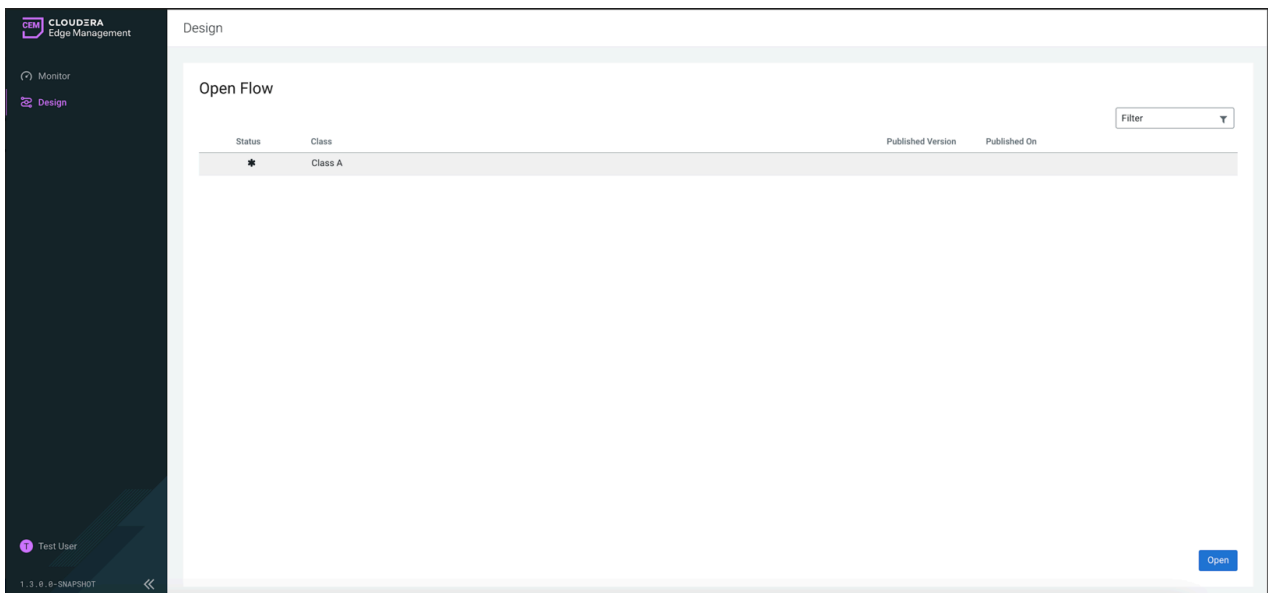 CEM CLOUDERA
Edge Management
Design
Monitor
Design
Open Flow
Filter
Status Class Published Version Published On
* Class A
T Test User
Open
1.3.0.0-SNAPSHOT